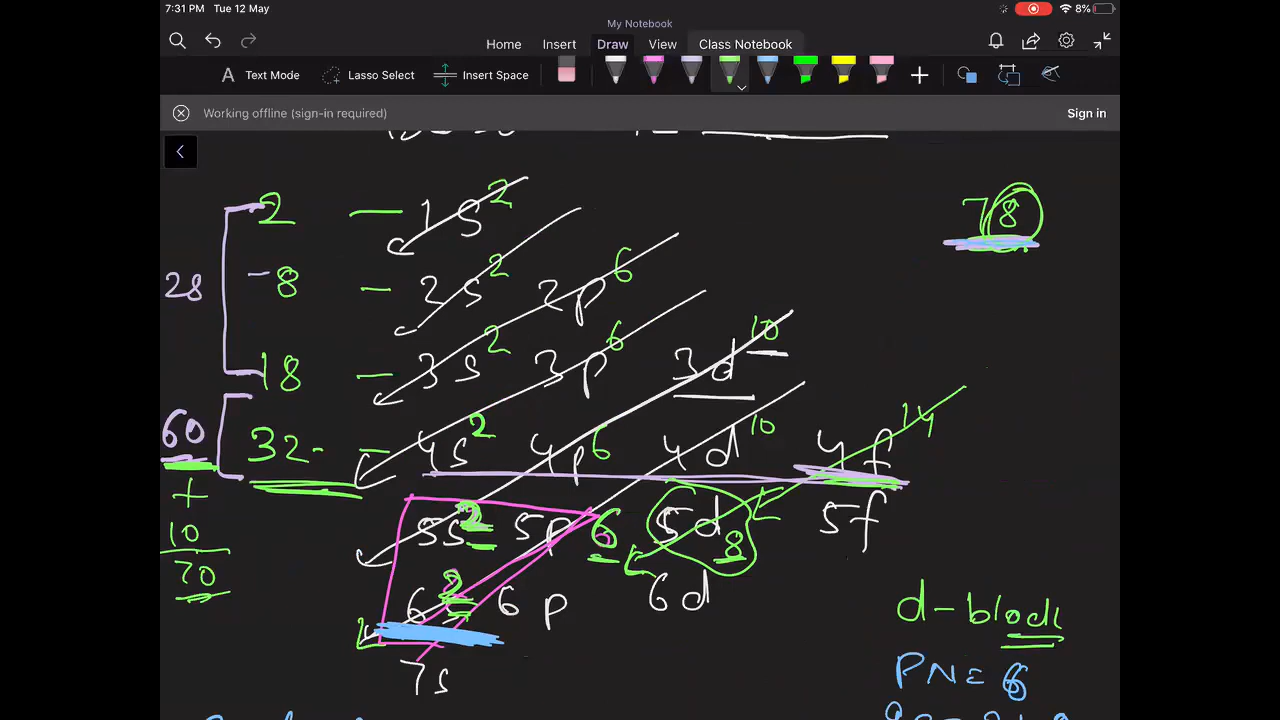 7:31 PM Tue 12 May
8%
My Notebook
Home Insert Draw View Class Notebook
A Text Mode Lasso Select Insert Space
Working offline (sign-in required) Sign in
2 - 1s²
78
28 8 - 2s² 2p⁶
18 - 3s² 3p⁶ 3d¹⁰
60 32 - 4s² 4p⁶ 4d¹⁰ 4f¹⁴
+
10
70
5s² 5p⁶ 5d⁸ 5f
6s² 6p 6d
7s
d-block
PN = 6